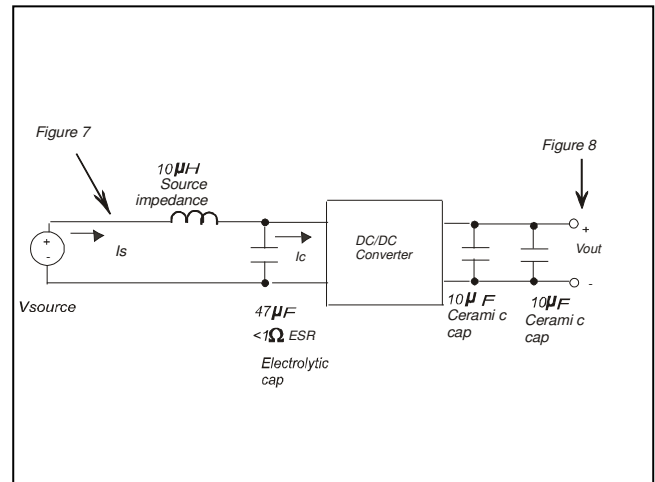 Figure 7
Figure 8
10µH
Source
impedance
+
-
Is
Vsource
Ic
47µF
<1Ω ESR
Electrolytic
cap
DC/DC
Converter
10µF
Cerami c
cap
10µF
Cerami c
cap
+
Vout
-